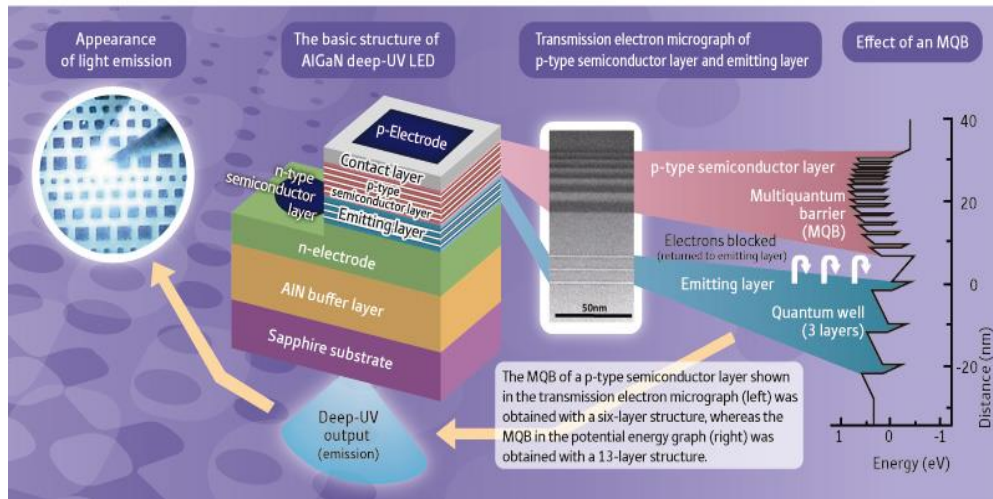 Appearance
of light emission
The basic structure of
AlGaN deep-UV LED
Transmission electron micrograph of
p-type semiconductor layer and emitting layer
Effect of an MQB
p-Electrode
Contact layer
p-type
semiconductor layer
Emitting layer
n-type
semiconductor
layer
n-electrode
AlN buffer layer
Sapphire substrate
Deep-UV
output
(emission)
50nm
p-type semiconductor layer
Multiquantum
barrier
(MQB)
Electrons blocked
(returned to emitting layer)
Emitting layer
Quantum well
(3 layers)
The MQB of a p-type semiconductor layer shown
in the transmission electron micrograph (left) was
obtained with a six-layer structure, whereas the
MQB in the potential energy graph (right) was
obtained with a 13-layer structure.
40
20
0
-20
Distance (nm)
1 0 -1
Energy (eV)